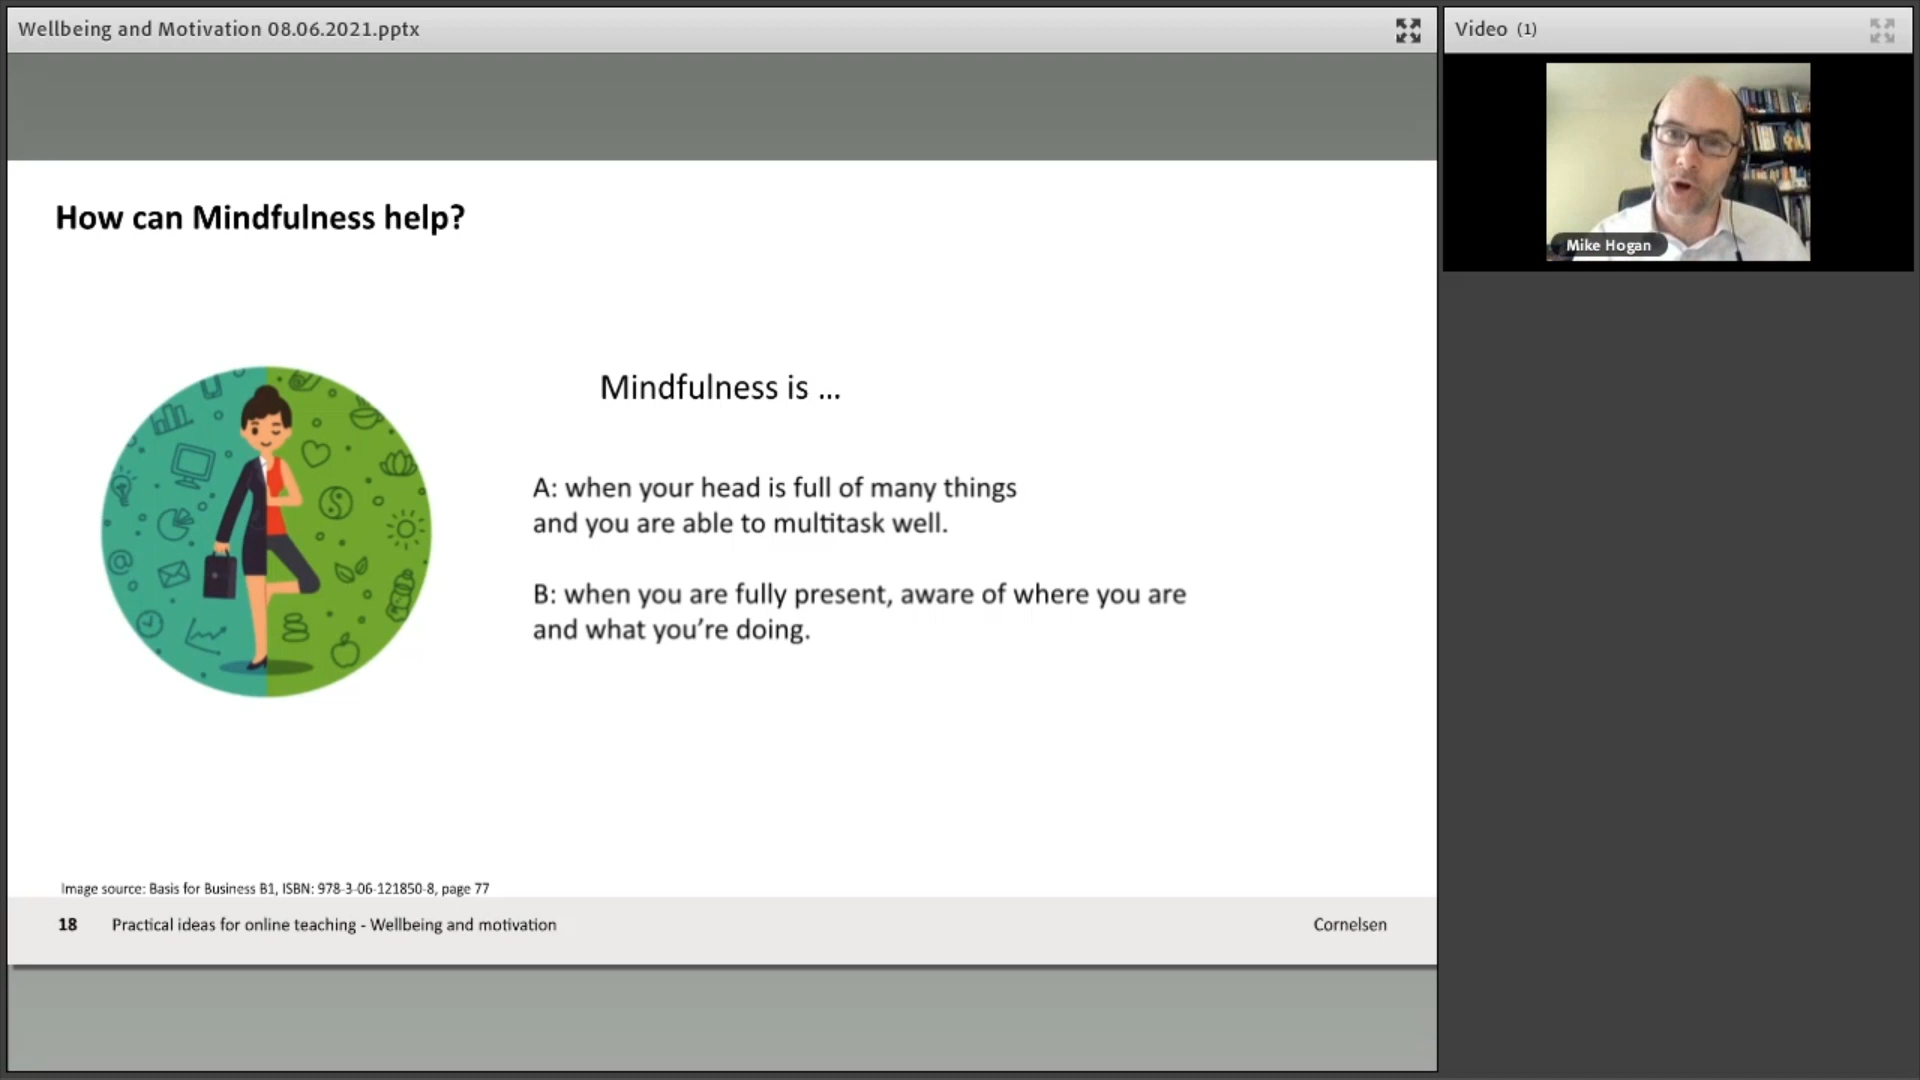 Wellbeing and Motivation 08.06.2021.pptx
Video (1)
Mike Hogan
How can Mindfulness help?
Mindfulness is ...
A: when your head is full of many things
and you are able to multitask well.
B: when you are fully present, aware of where you are
and what you’re doing.
Image source: Basis for Business B1, ISBN: 978-3-06-121850-8, page 77
18 Practical ideas for online teaching - Wellbeing and motivation Cornelsen